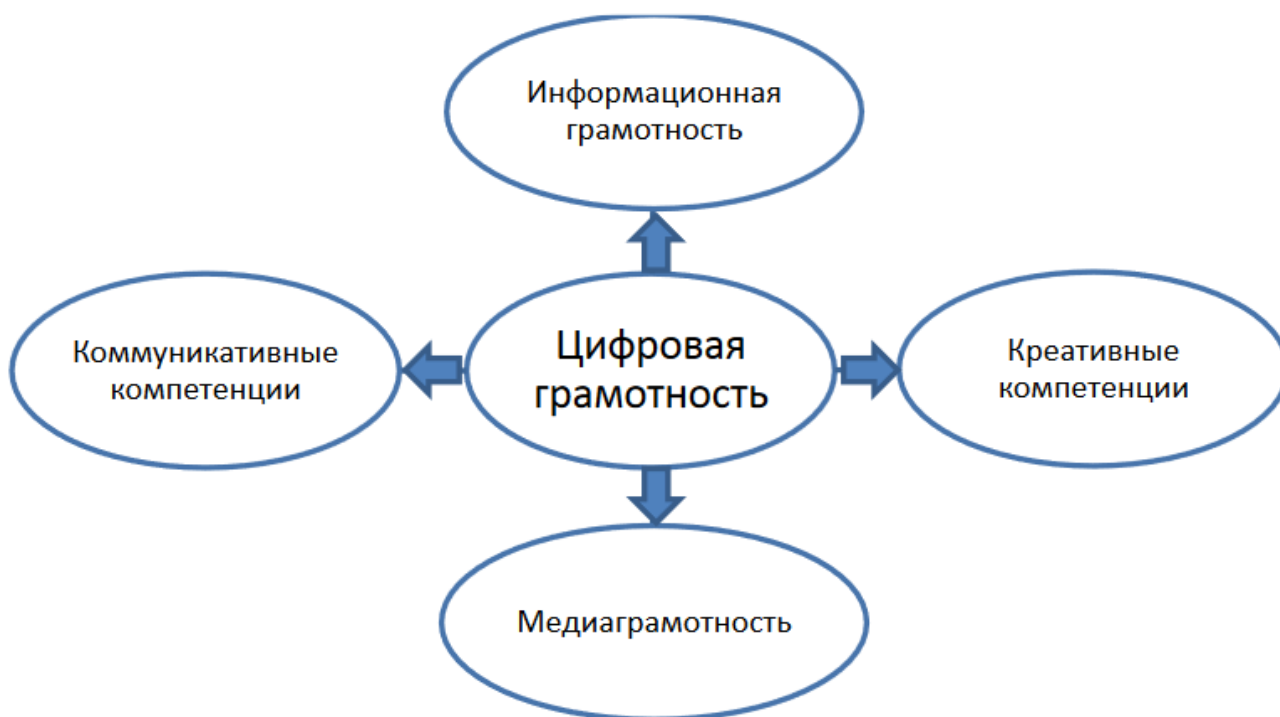 Информационная
грамотность
Коммуникативные
компетенции
Цифровая
грамотность
Креативные
компетенции
Медиаграмотность